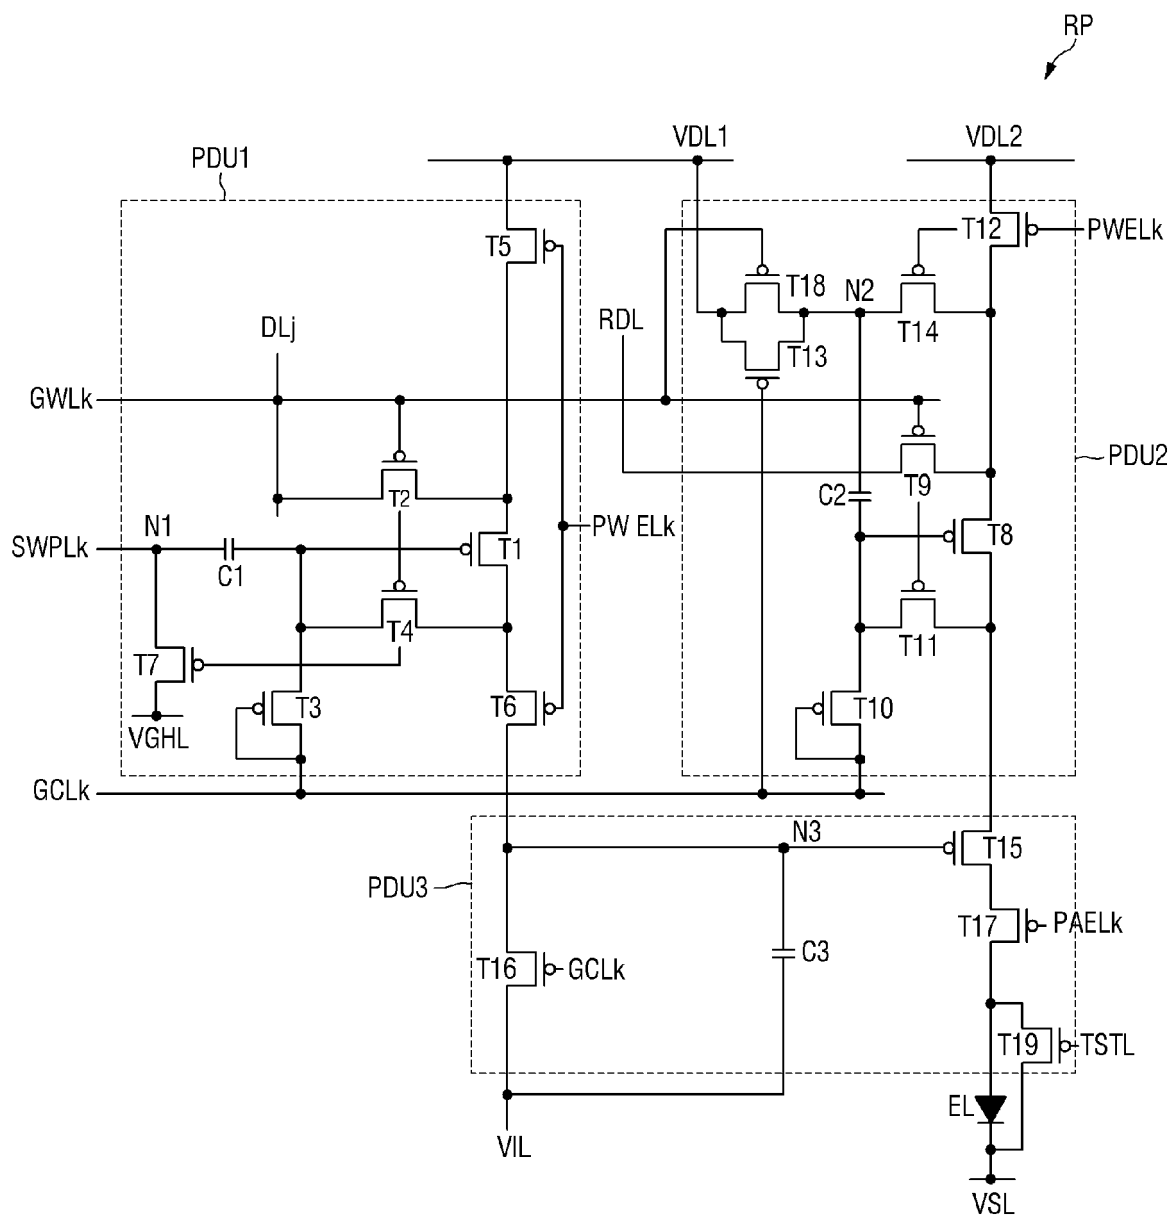 RP
VDL1
VDL2
PDU1
T5
T12
PWELk
T18
N2
DLj
RDL
T14
T13
GWLk
PDU2
T2
C2
T9
N1
PW ELk
SWPLk
T1
T8
C1
T4
T11
T7
T3
T6
T10
VGHL
GCLk
N3
T15
PDU3
T17
PAELk
C3
T16
GCLk
T19
TSTL
EL
VIL
VSL